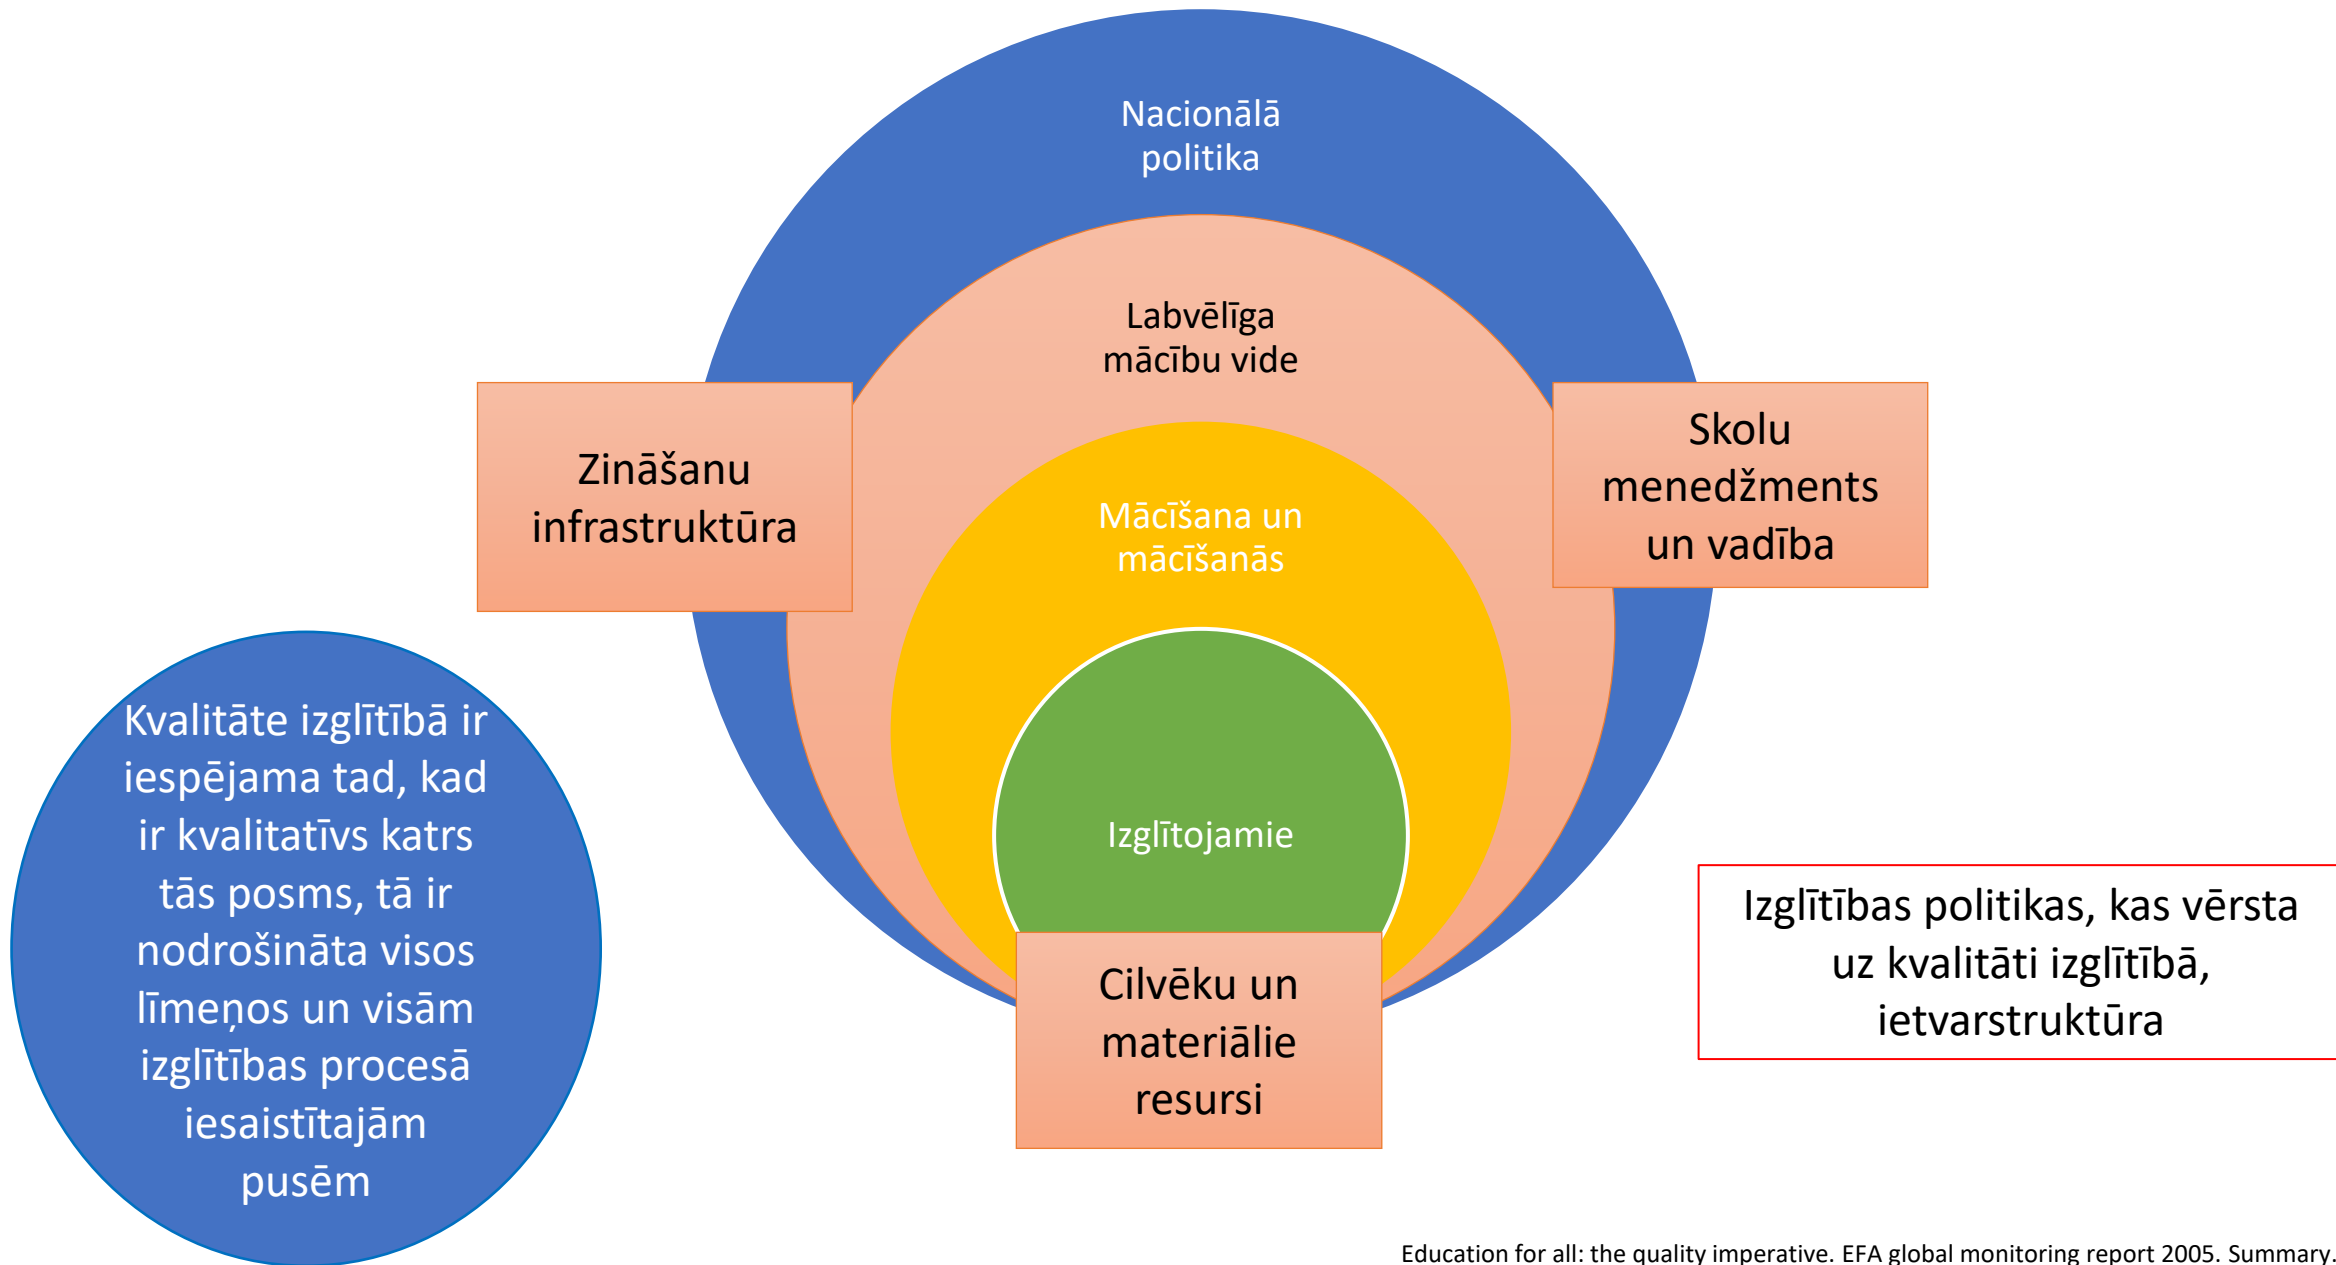 Nacionālā
politika
Labvēlīga
mācību vide
Zināšanu
infrastruktūra
Skolu
menedžments
un vadība
Mācīšana un
mācīšanās
Izglītojamie
Cilvēku un
materiālie
resursi
Kvalitāte izglītībā ir
iespējama tad, kad
ir kvalitatīvs katrs
tās posms, tā ir
nodrošināta visos
līmeņos un visām
izglītības procesā
iesaistītajām
pusēm
Izglītības politikas, kas vērsta
uz kvalitāti izglītībā,
ietvarstruktūra
Education for all: the quality imperative. EFA global monitoring report 2005. Summary.